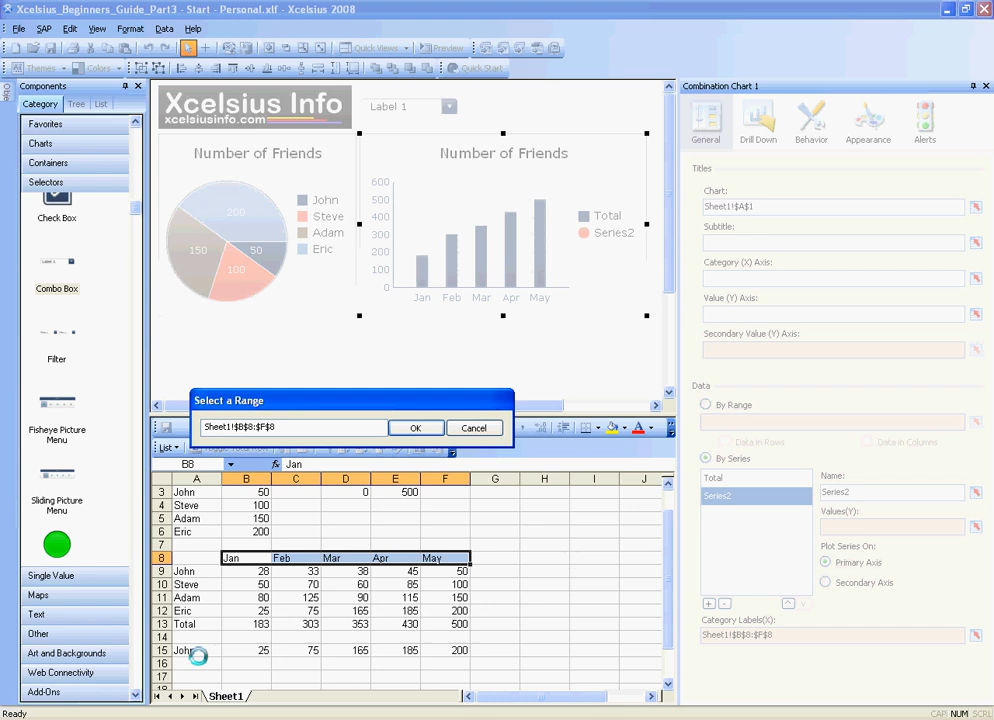 Xcelsius_Beginners_Guide_Part3 - Start - Personal.xlf - Xcelsius 2008
File SAP Edit View Format Data Help
Quick Views Preview
Themes Colors Quick Start
Components
Category Tree List
Favorites
Charts
Containers
Selectors
Check Box
Label 1
Combo Box
Filter
Fisheye Picture
Menu
Sliding Picture
Menu
Single Value
Maps
Text
Other
Art and Backgrounds
Web Connectivity
Add-Ons
Xcelsius Info
xcelsiusinfo.com
Label 1
Number of Friends
200
150
50
100
John
Steve
Adam
Eric
Number of Friends
600
500
400
300
200
100
0
Jan Feb Mar Apr May
Total
Series2
Select a Range
Sheet1!$B$8:$F$8 OK Cancel
List
B8 fx Jan
A B C D E F G H I J
3 John 50 0 500
4 Steve 100
5 Adam 150
6 Eric 200
7
8 Jan Feb Mar Apr May
9 John 28 33 38 45 50
10 Steve 50 70 60 85 100
11 Adam 80 125 90 115 150
12 Eric 25 75 165 185 200
13 Total 183 303 353 430 500
14
15 John 25 75 165 185 200
16
17
18
Sheet1
Combination Chart 1
General Drill Down Behavior Appearance Alerts
Titles
Chart:
Sheet1!$A$1
Subtitle:
Category (X) Axis:
Value (Y) Axis:
Secondary Value (Y) Axis:
Data
By Range
Data in Rows Data in Columns
By Series
Total
Series2
Name:
Series2
Values(Y):
Plot Series On:
Primary Axis
Secondary Axis
Category Labels(X):
Sheet1!$B$8:$F$8
Ready CAP NUM SCRL